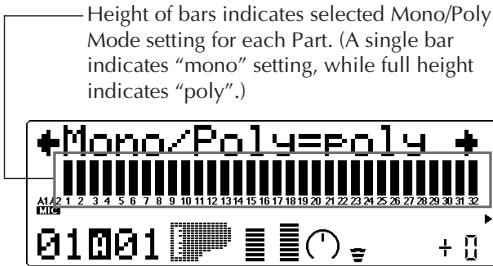 Height of bars indicates selected Mono/Poly
Mode setting for each Part. (A single bar
indicates “mono” setting, while full height
indicates “poly”.)
Mono/Poly=poly
A1 A2 1 2 3 4 5 6 7 8 9 10 11 12 13 14 15 16 17 18 19 20 21 22 23 24 25 26 27 28 29 30 31 32
MIC
01 001 + 0